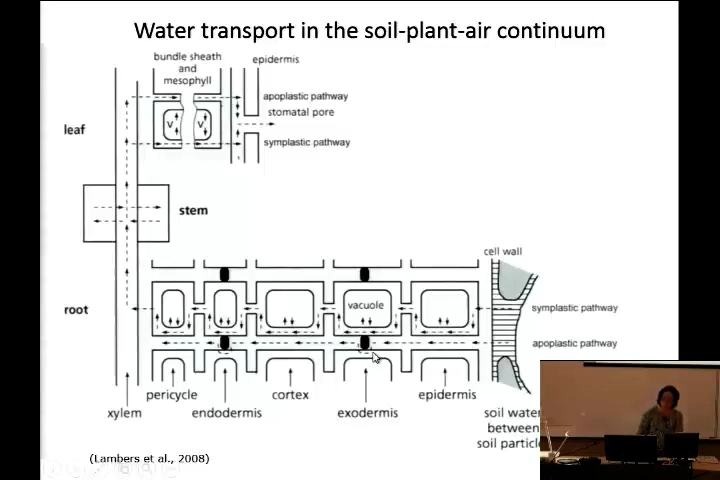 Water transport in the soil-plant-air continuum
bundle sheath
and
mesophyll
epidermis
apoplastic pathway
stomatal pore
symplastic pathway
leaf
V
V
stem
root
cell wall
vacuole
symplastic pathway
apoplastic pathway
pericycle
cortex
epidermis
xylem
endodermis
exodermis
soil water
between
soil particl
(Lambers et al., 2008)